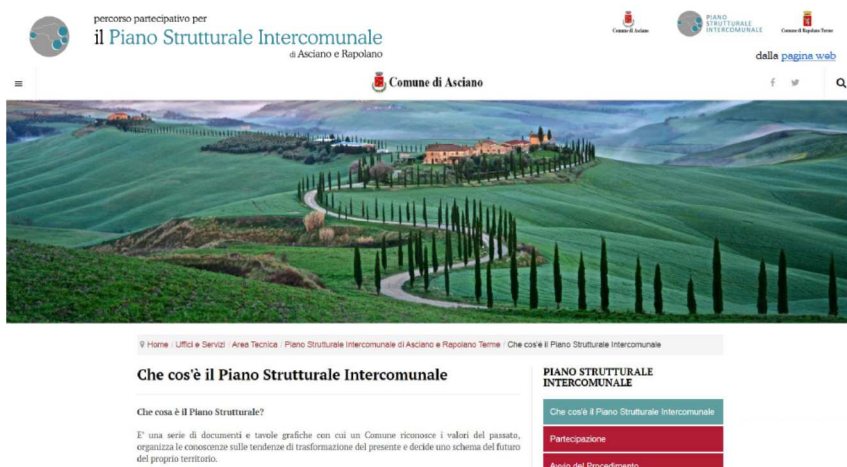 percorso partecipativo per
il Piano Strutturale Intercomunale
di Asciano e Rapolano
Comune di Asciano
PIANO
STRUTTURALE
INTERCOMUNALE
Comune di Rapolano Terme
dalla pagina web
Comune di Asciano
Home / Uffici e Servizi / Area Tecnica / Piano Strutturale Intercomunale di Asciano e Rapolano Terme / Che cos'è il Piano Strutturale Intercomunale
Che cos'è il Piano Strutturale Intercomunale
Che cosa è il Piano Strutturale?
E' una serie di documenti e tavole grafiche con cui un Comune riconosce i valori del passato,
organizza le conoscenze sulle tendenze di trasformazione del presente e decide uno schema del futuro
del proprio territorio.
PIANO STRUTTURALE
INTERCOMUNALE
Che cos'è il Piano Strutturale Intercomunale
Partecipazione
Avvio del Procedimento